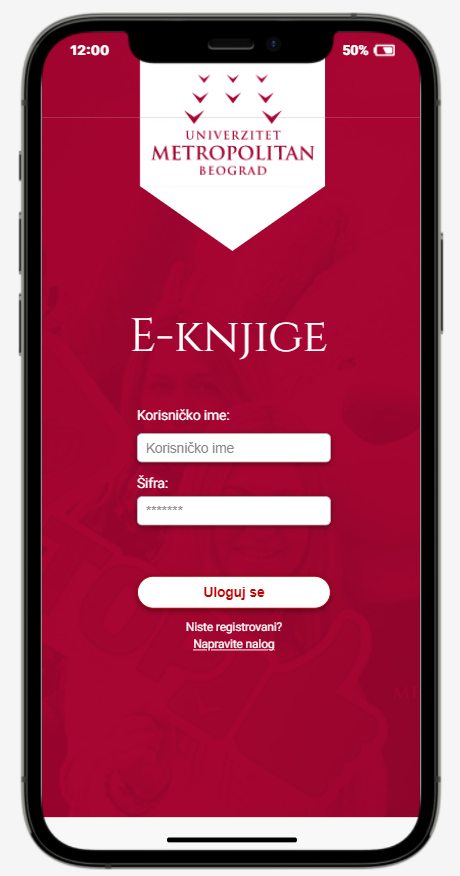 12:00
50%
UNIVERZITET
METROPOLITAN
BEOGRAD
E-KNJIGE
Korisničko ime:
Korisničko ime
Šifra:
*******
Uloguj se
Niste registrovani?
Napravite nalog